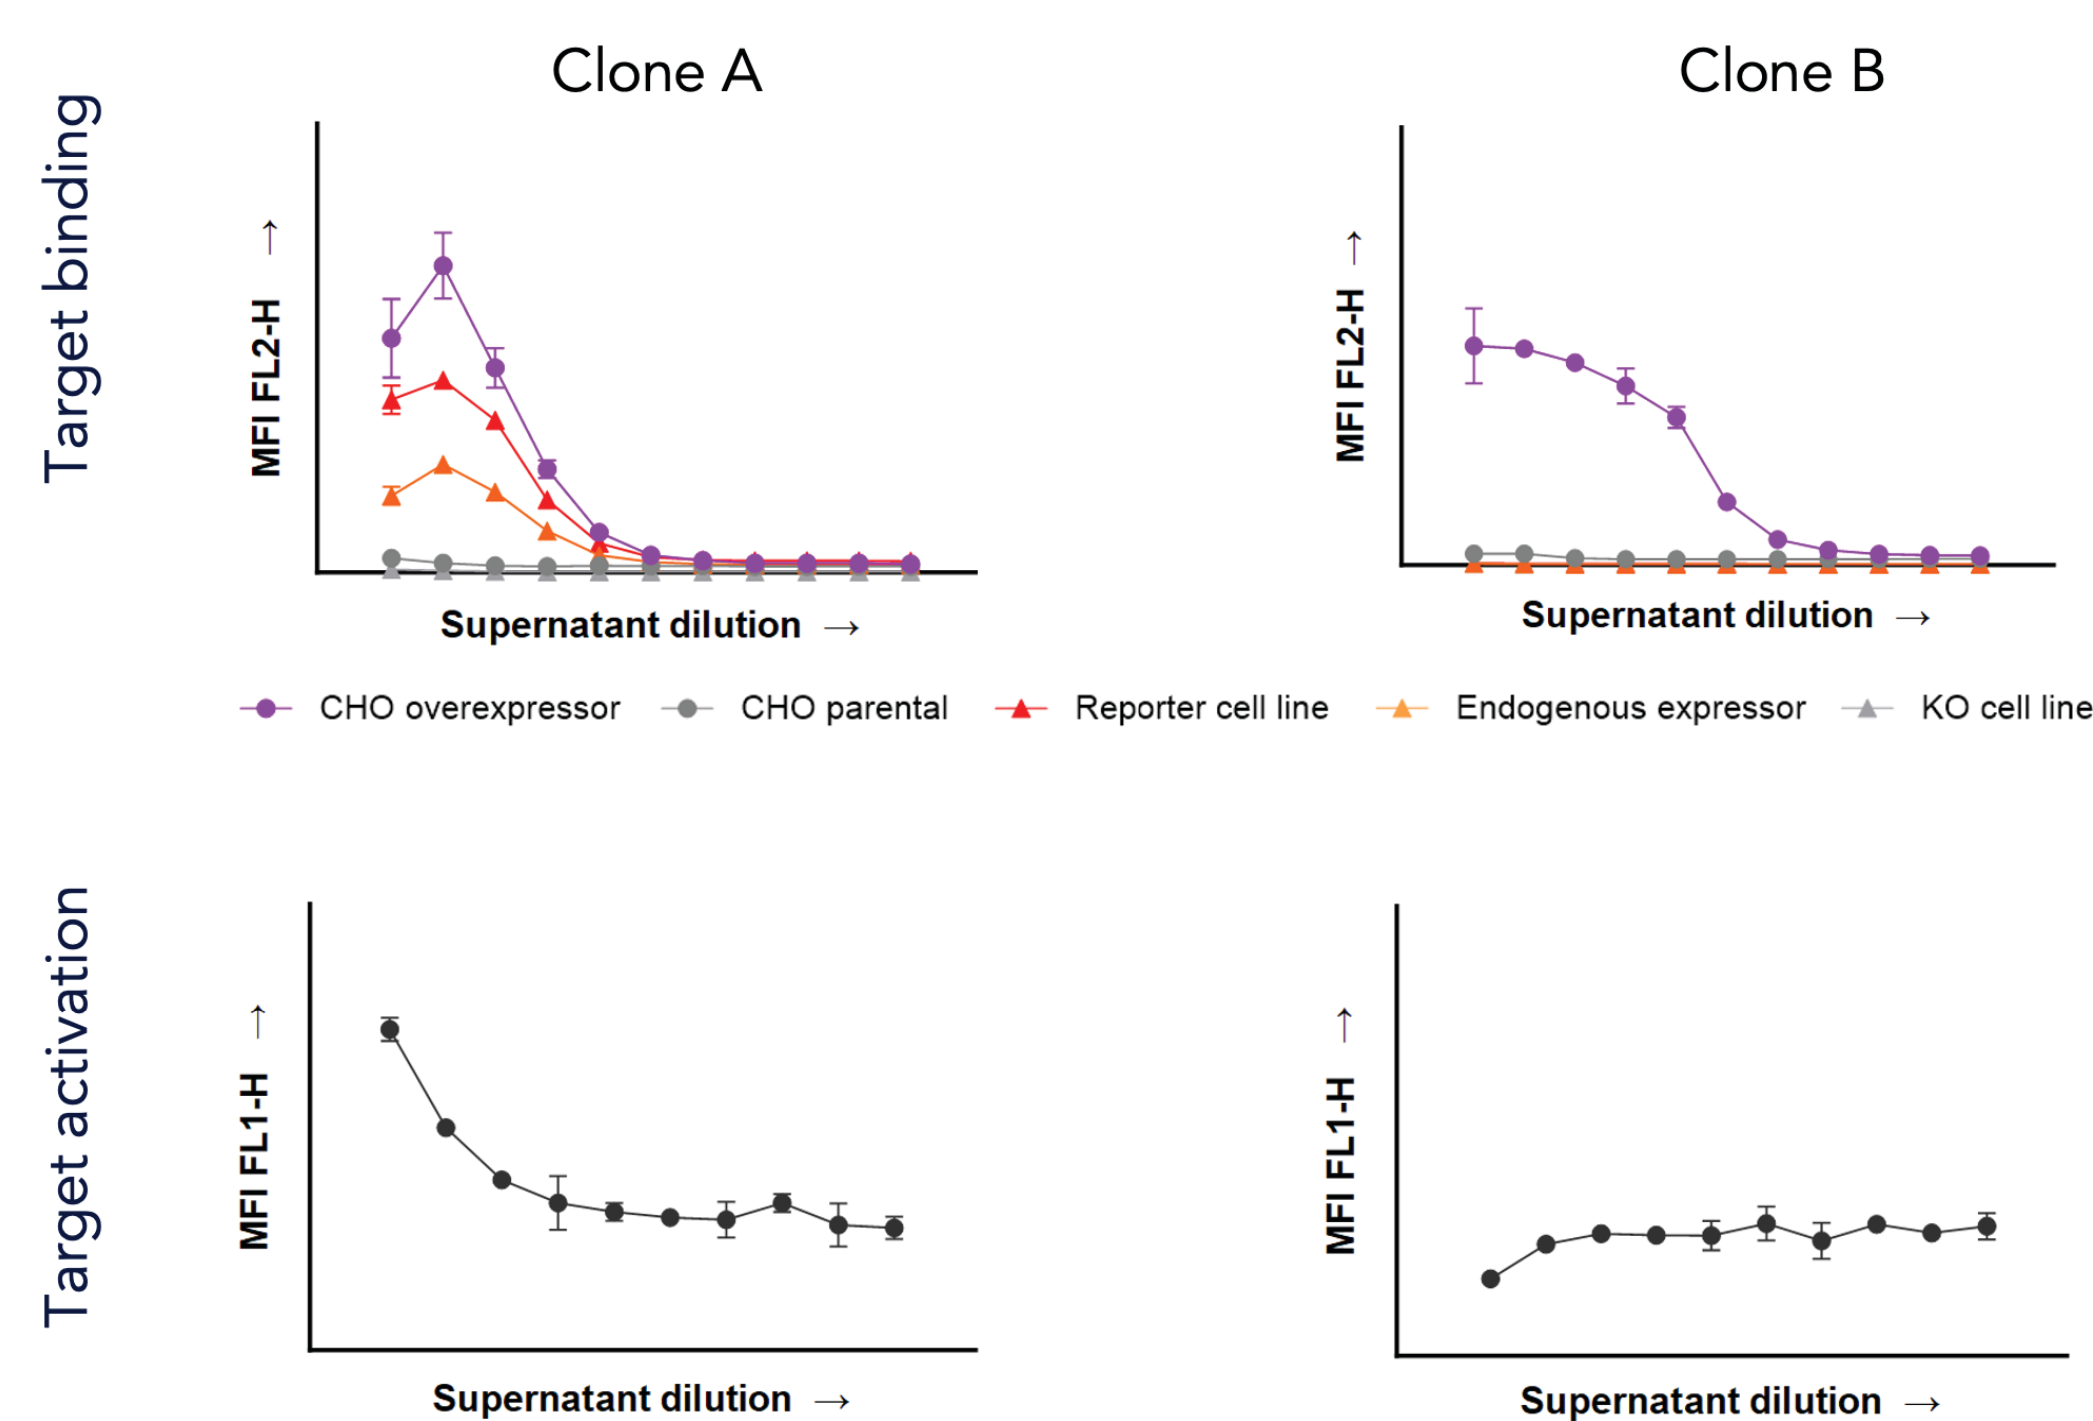 Clone A
Clone B
Target binding
MFI FL2-H →
Supernatant dilution →
MFI FL2-H →
Supernatant dilution →
CHO overexpressor
CHO parental
Reporter cell line
Endogenous expressor
KO cell line
Target activation
MFI FL1-H →
Supernatant dilution →
MFI FL1-H →
Supernatant dilution →